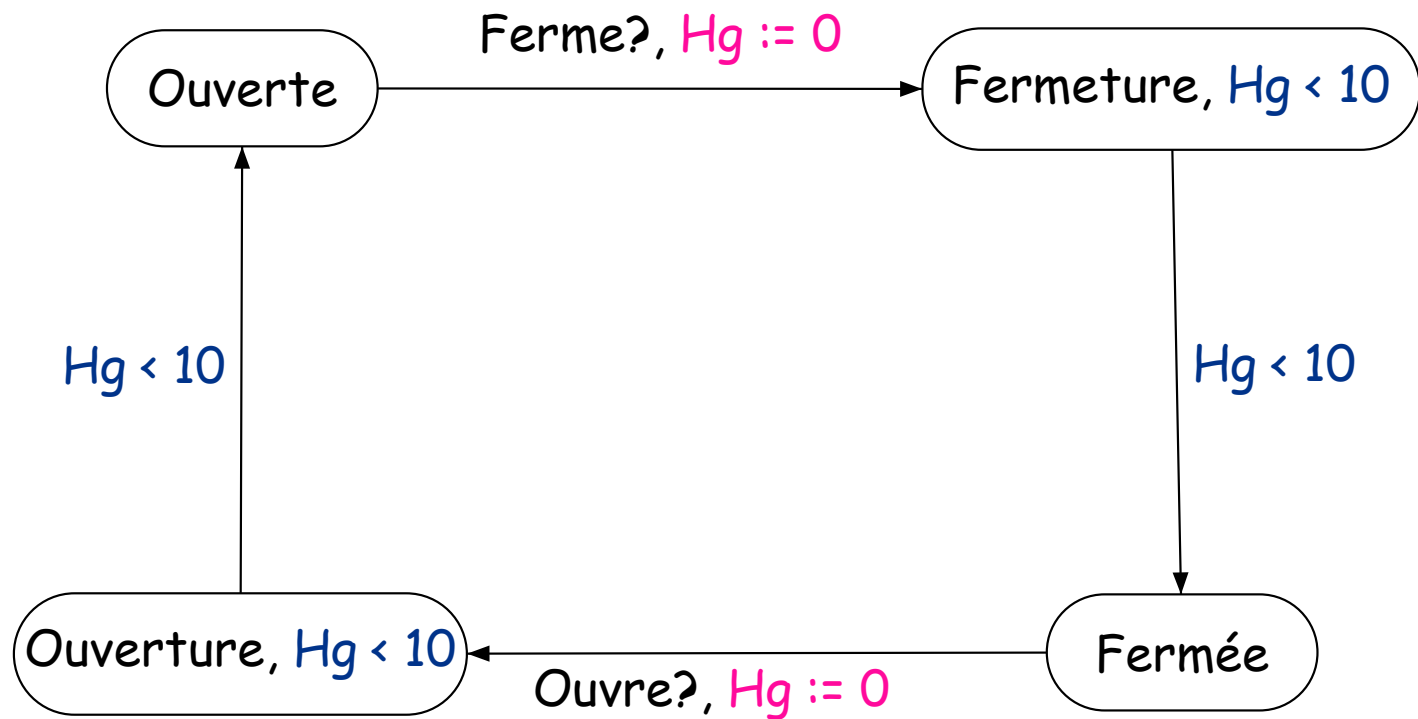 Ferme?, Hg := 0
Ouverte
Fermeture, Hg < 10
Hg < 10
Hg < 10
Ouverture, Hg < 10
Fermée
Ouvre?, Hg := 0